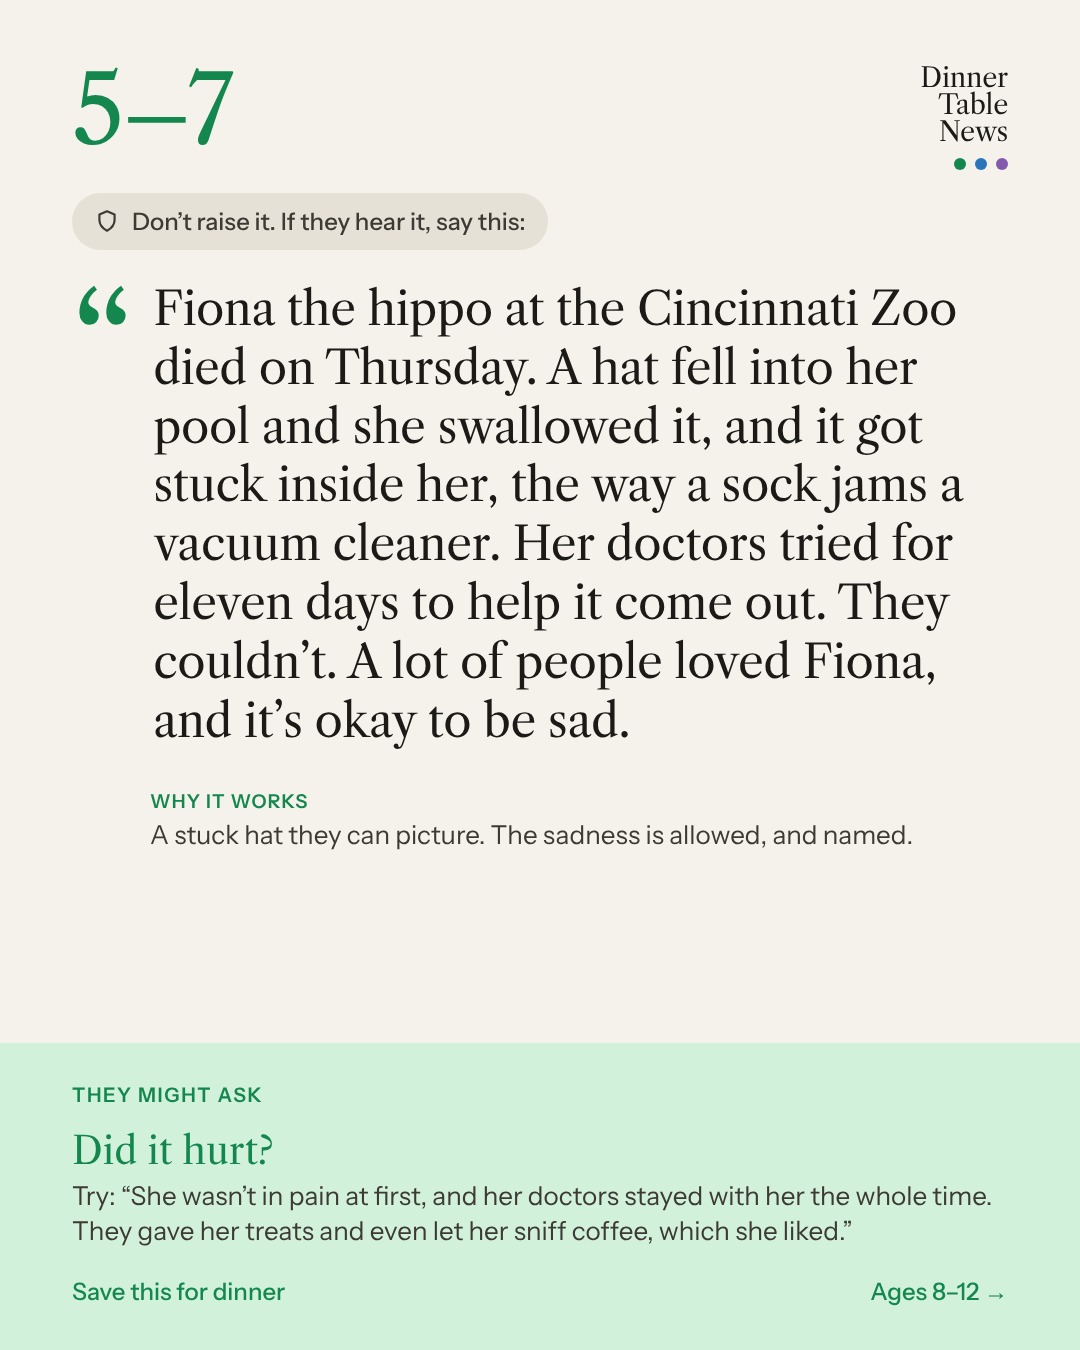 5–7
Dinner
Table
News
Don’t raise it. If they hear it, say this:
“ Fiona the hippo at the Cincinnati Zoo
died on Thursday. A hat fell into her
pool and she swallowed it, and it got
stuck inside her, the way a sock jams a
vacuum cleaner. Her doctors tried for
eleven days to help it come out. They
couldn’t. A lot of people loved Fiona,
and it’s okay to be sad.
WHY IT WORKS
A stuck hat they can picture. The sadness is allowed, and named.
THEY MIGHT ASK
Did it hurt?
Try: “She wasn’t in pain at first, and her doctors stayed with her the whole time.
They gave her treats and even let her sniff coffee, which she liked.”
Save this for dinner
Ages 8–12 →